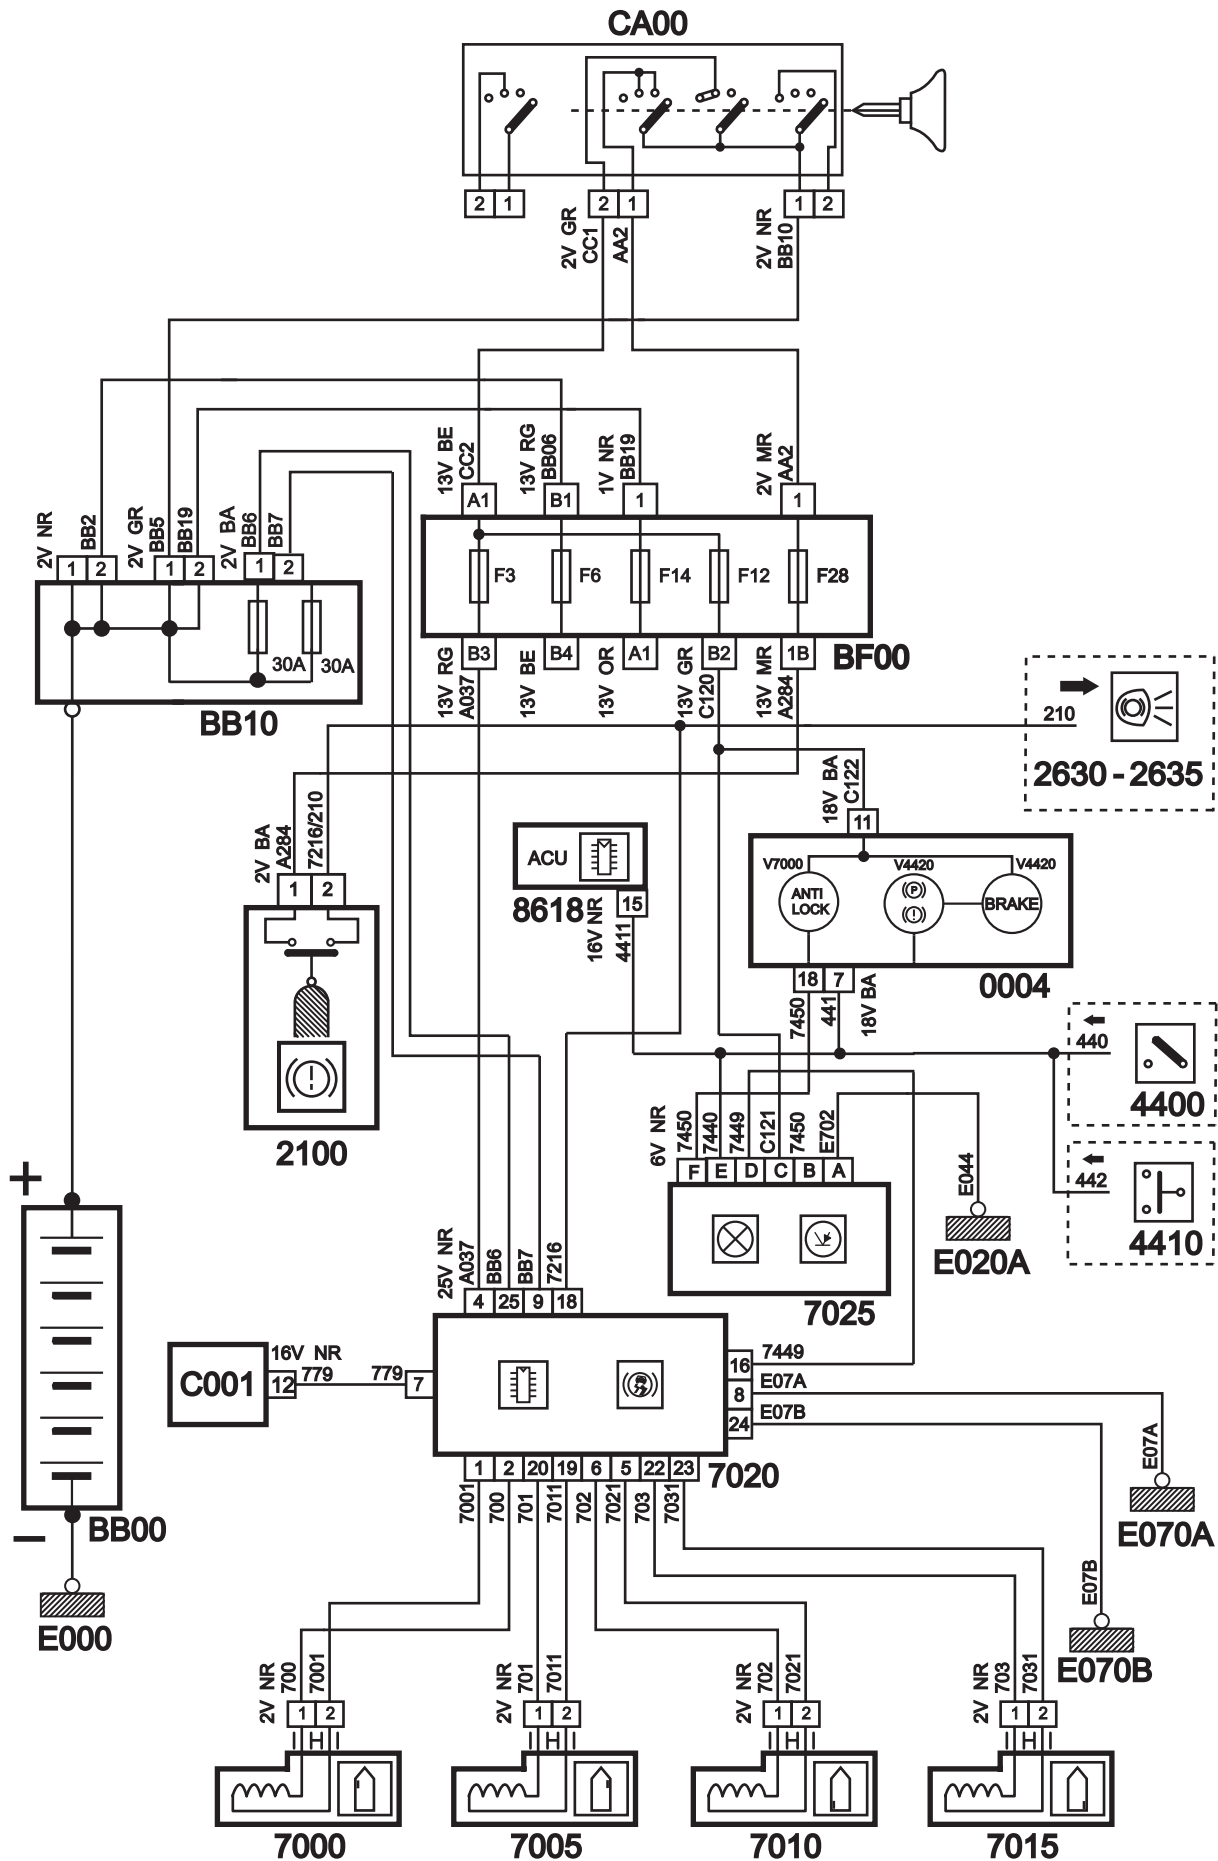 CA00
2 1 2 1 1 2
2V GR
CC1
AA2
2V NR
BB10
13V BE
CC2
13V RG
BB06
1V NR
BB19
2V MR
AA2
2V NR
BB2
2V GR
BB5
BB19
2V BA
BB6
BB7
A1 B1 1 1
1 2 1 2 1 2
F3 F6 F14 F12 F28
30A 30A
B3 B4 A1 B2 1B
BF00
BB10
13V RG
A037
13V BE
13V OR
13V GR
C120
13V MR
A284
210
2630 - 2635
2V BA
A284
7216/210
18V BA
C122
11
ACU
V7000 V4420 V4420
ANTI
LOCK
P
!
BRAKE
1 2
15
8618
16V NR
4411
18 7
0004
7450
441
18V BA
440
4400
!
2100
6V NR
7450
7440
7449
C121
7450
E702
F E D C B A
E044
442
4410
+
E020A
25V NR
A037
BB6
BB7
7216
7025
4 25 9 18
C001
16V NR
12
779
779
7
16
7449
8
E07A
24
E07B
1 2 20 19 6 5 22 23
7020
7001
700
701
7011
702
7021
703
7031
E07A
E070A
BB00
–
E07B
E000
E070B
2V NR
700
7001
2V NR
701
7011
2V NR
702
7021
2V NR
703
7031
1 2 1 2 1 2 1 2
7000 7005 7010 7015